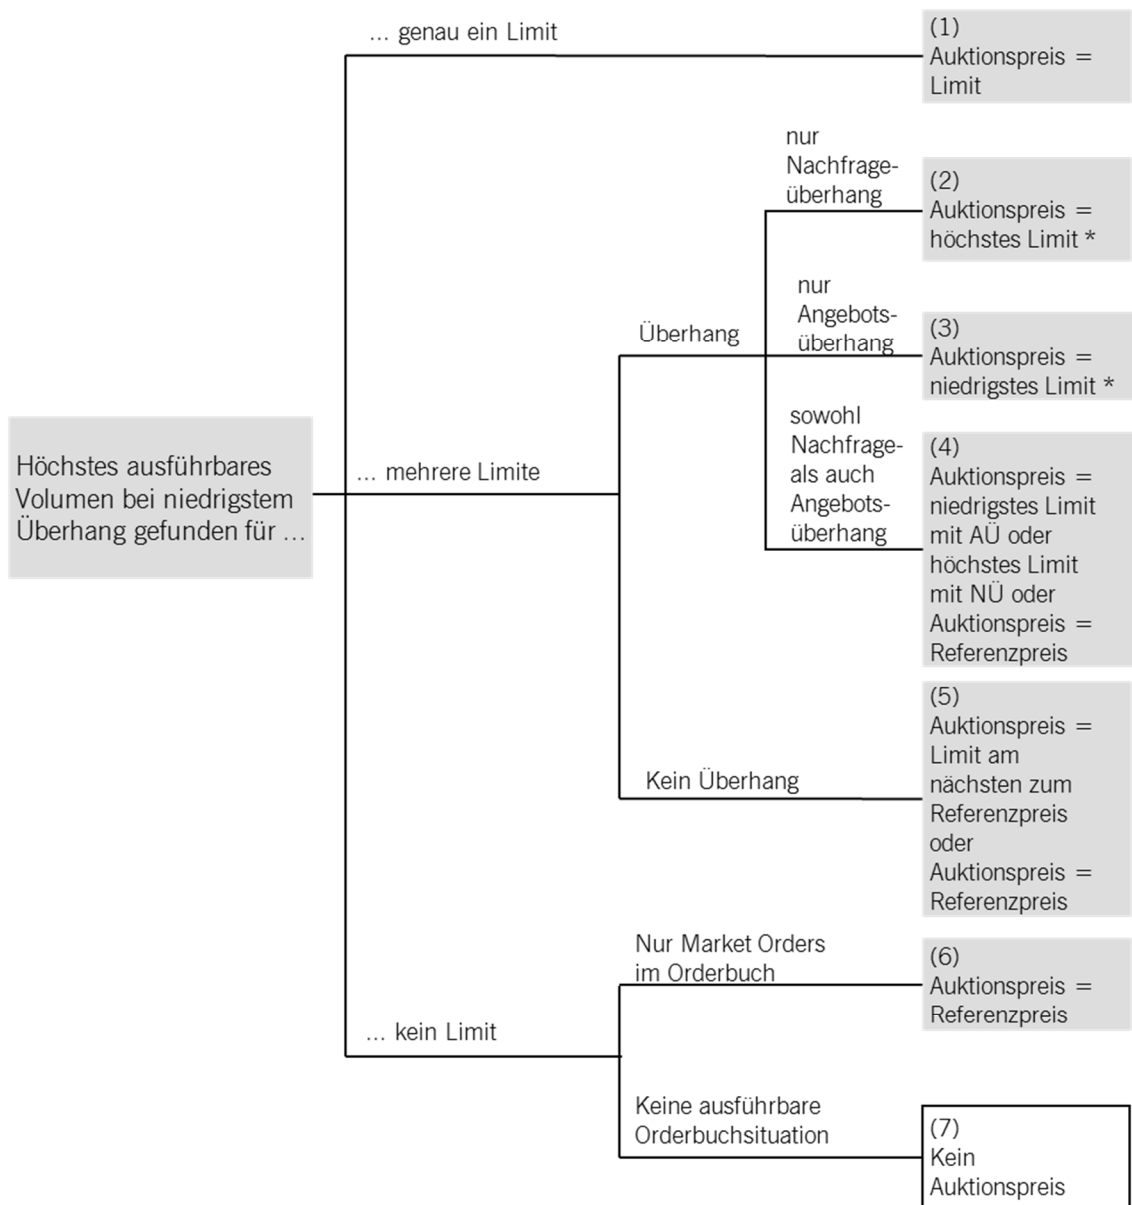 ... genau ein Limit
(1)
Auktionspreis =
Limit
nur
Nachfrage-
überhang
(2)
Auktionspreis =
höchstes Limit *
Überhang
nur
Angebots-
überhang
(3)
Auktionspreis =
niedrigstes Limit *
Höchstes ausführbares
Volumen bei niedrigstem
Überhang gefunden für ...
... mehrere Limite
sowohl
Nachfrage-
als auch
Angebots-
überhang
(4)
Auktionspreis =
niedrigstes Limit
mit AÜ oder
höchstes Limit
mit NÜ oder
Auktionspreis =
Referenzpreis
Kein Überhang
(5)
Auktionspreis =
Limit am
nächsten zum
Referenzpreis
oder
Auktionspreis =
Referenzpreis
... kein Limit
Nur Market Orders
im Orderbuch
(6)
Auktionspreis =
Referenzpreis
Keine ausführbare
Orderbuchsituation
(7)
Kein
Auktionspreis